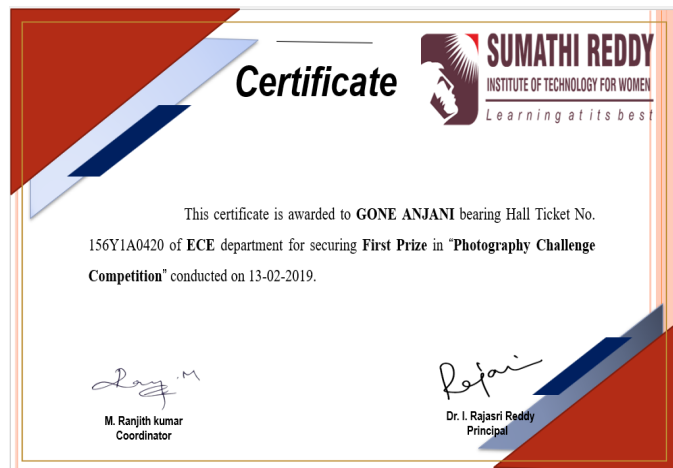 Certificate
SUMATHI REDDY
INSTITUTE OF TECHNOLOGY FOR WOMEN
Learning at its best
This certificate is awarded to GONE ANJANI bearing Hall Ticket No.
156Y1A0420 of ECE department for securing First Prize in “Photography Challenge
Competition” conducted on 13-02-2019.
Ray.M
Rajasri
M. Ranjith kumar
Coordinator
Dr. I. Rajasri Reddy
Principal